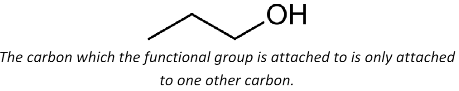 OH
The carbon which the functional group is attached to is only attached
to one other carbon.